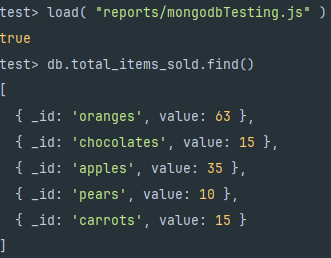 test> load( "reports/mongodbTesting.js" )
true
test> db.total_items_sold.find()
[
  { _id: 'oranges', value: 63 },
  { _id: 'chocolates', value: 15 },
  { _id: 'apples', value: 35 },
  { _id: 'pears', value: 10 },
  { _id: 'carrots', value: 15 }
]